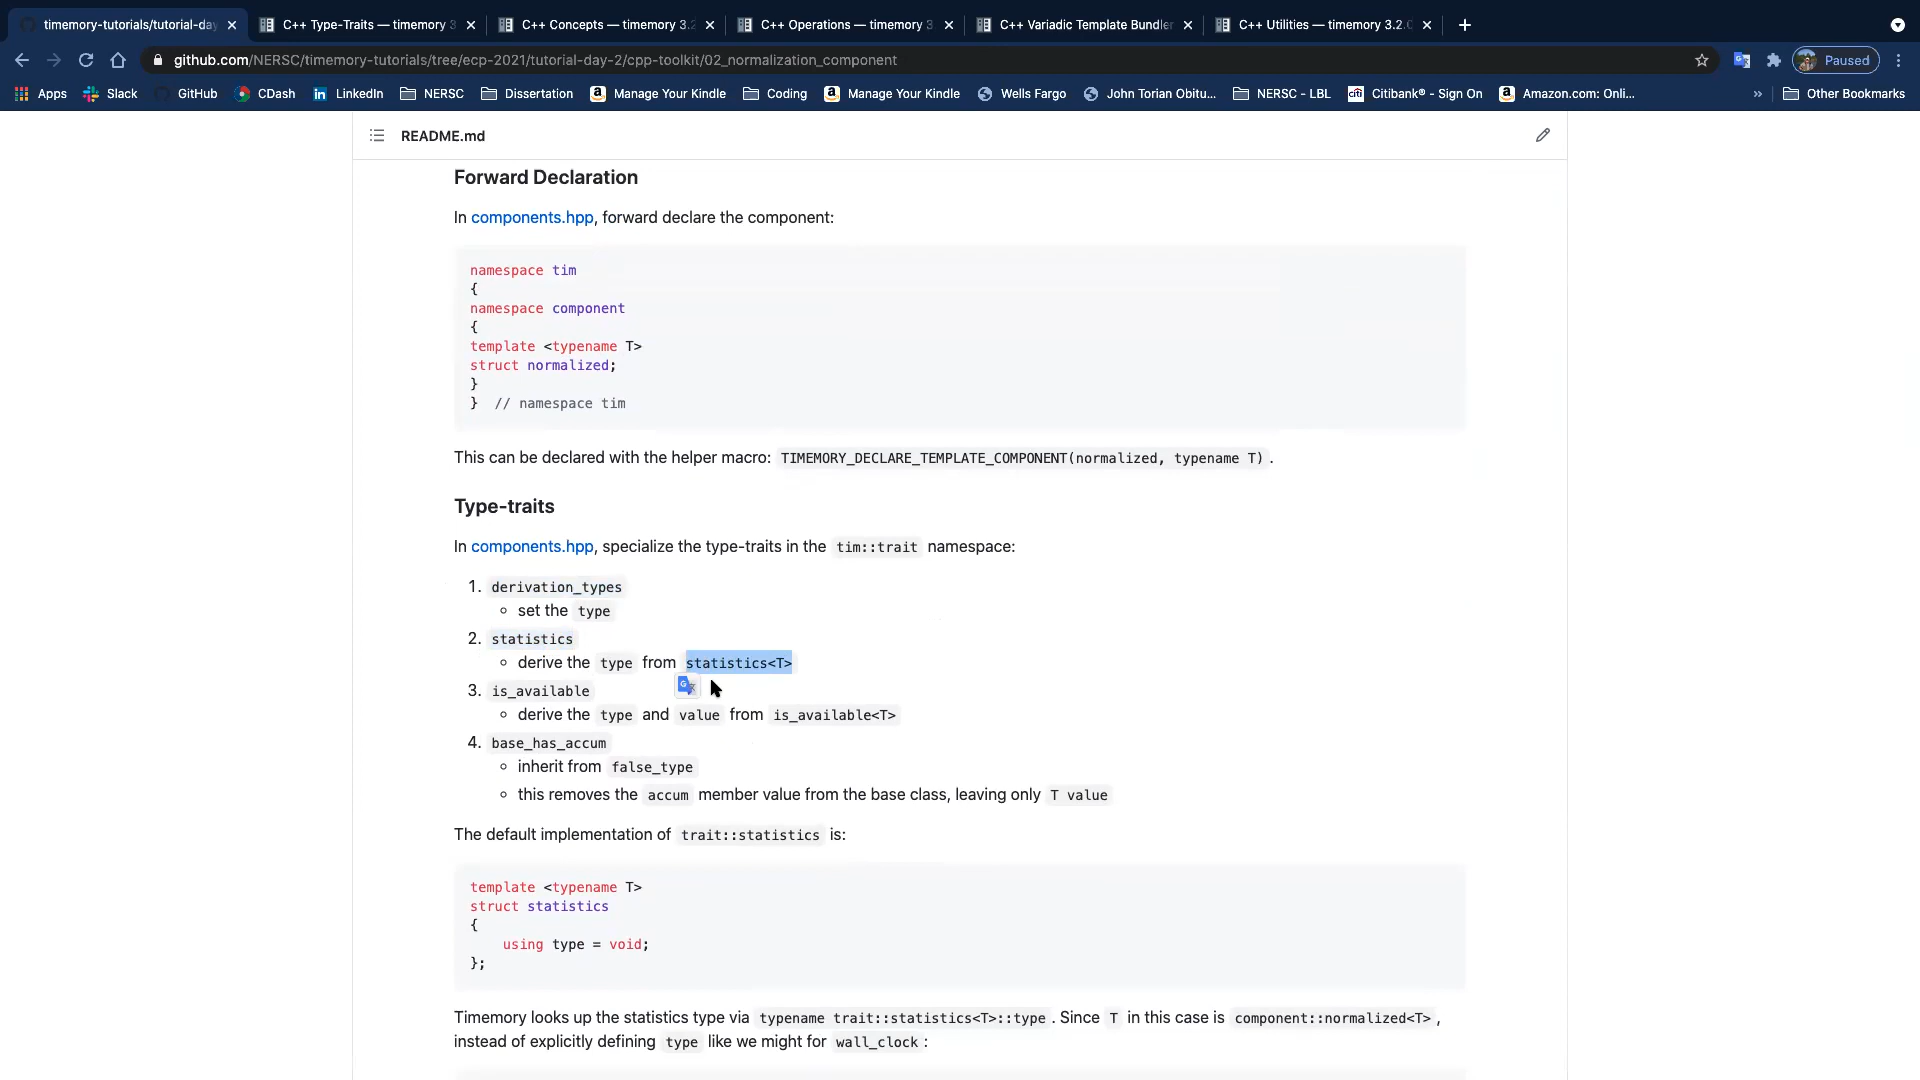 timemory-tutorials/tutorial-day
C++ Type-Traits — timemory 3
C++ Concepts — timemory 3.2
C++ Operations — timemory 3
C++ Variadic Template Bundler
C++ Utilities — timemory 3.2.0
github.com/NERSC/timemory-tutorials/tree/ecp-2021/tutorial-day-2/cpp-toolkit/02_normalization_component
Paused
Apps
Slack
GitHub
CDash
LinkedIn
NERSC
Dissertation
Manage Your Kindle
Coding
Manage Your Kindle
Wells Fargo
John Torian Obitu...
NERSC - LBL
Citibank® - Sign On
Amazon.com: Onli...
»
Other Bookmarks
README.md
Forward Declaration
In components.hpp, forward declare the component:
namespace tim
{
namespace component
{
template <typename T>
struct normalized;
}
} // namespace tim
This can be declared with the helper macro: TIMEMORY_DECLARE_TEMPLATE_COMPONENT(normalized, typename T) .
Type-traits
In components.hpp, specialize the type-traits in the tim::trait namespace:
1. derivation_types
set the type
2. statistics
derive the type from statistics<T>
3. is_available
derive the type and value from is_available<T>
4. base_has_accum
inherit from false_type
this removes the accum member value from the base class, leaving only T value
The default implementation of trait::statistics is:
template <typename T>
struct statistics
{
using type = void;
};
Timemory looks up the statistics type via typename trait::statistics<T>::type . Since T in this case is component::normalized<T> ,
instead of explicitly defining type like we might for wall_clock :